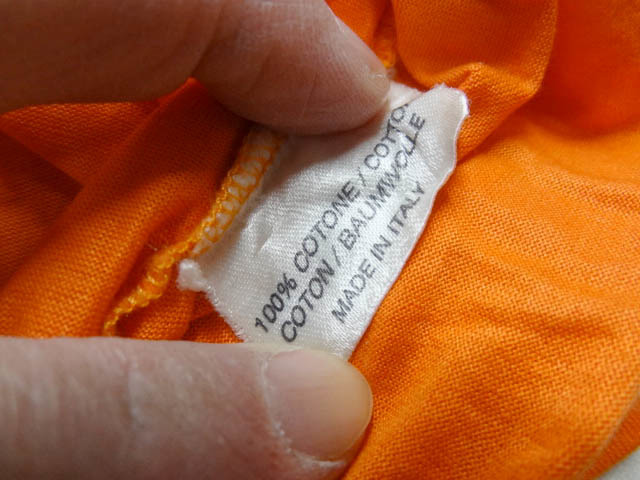 100% COTONE / COTTO
COTON / BAUMWOLLE
MADE IN ITALY